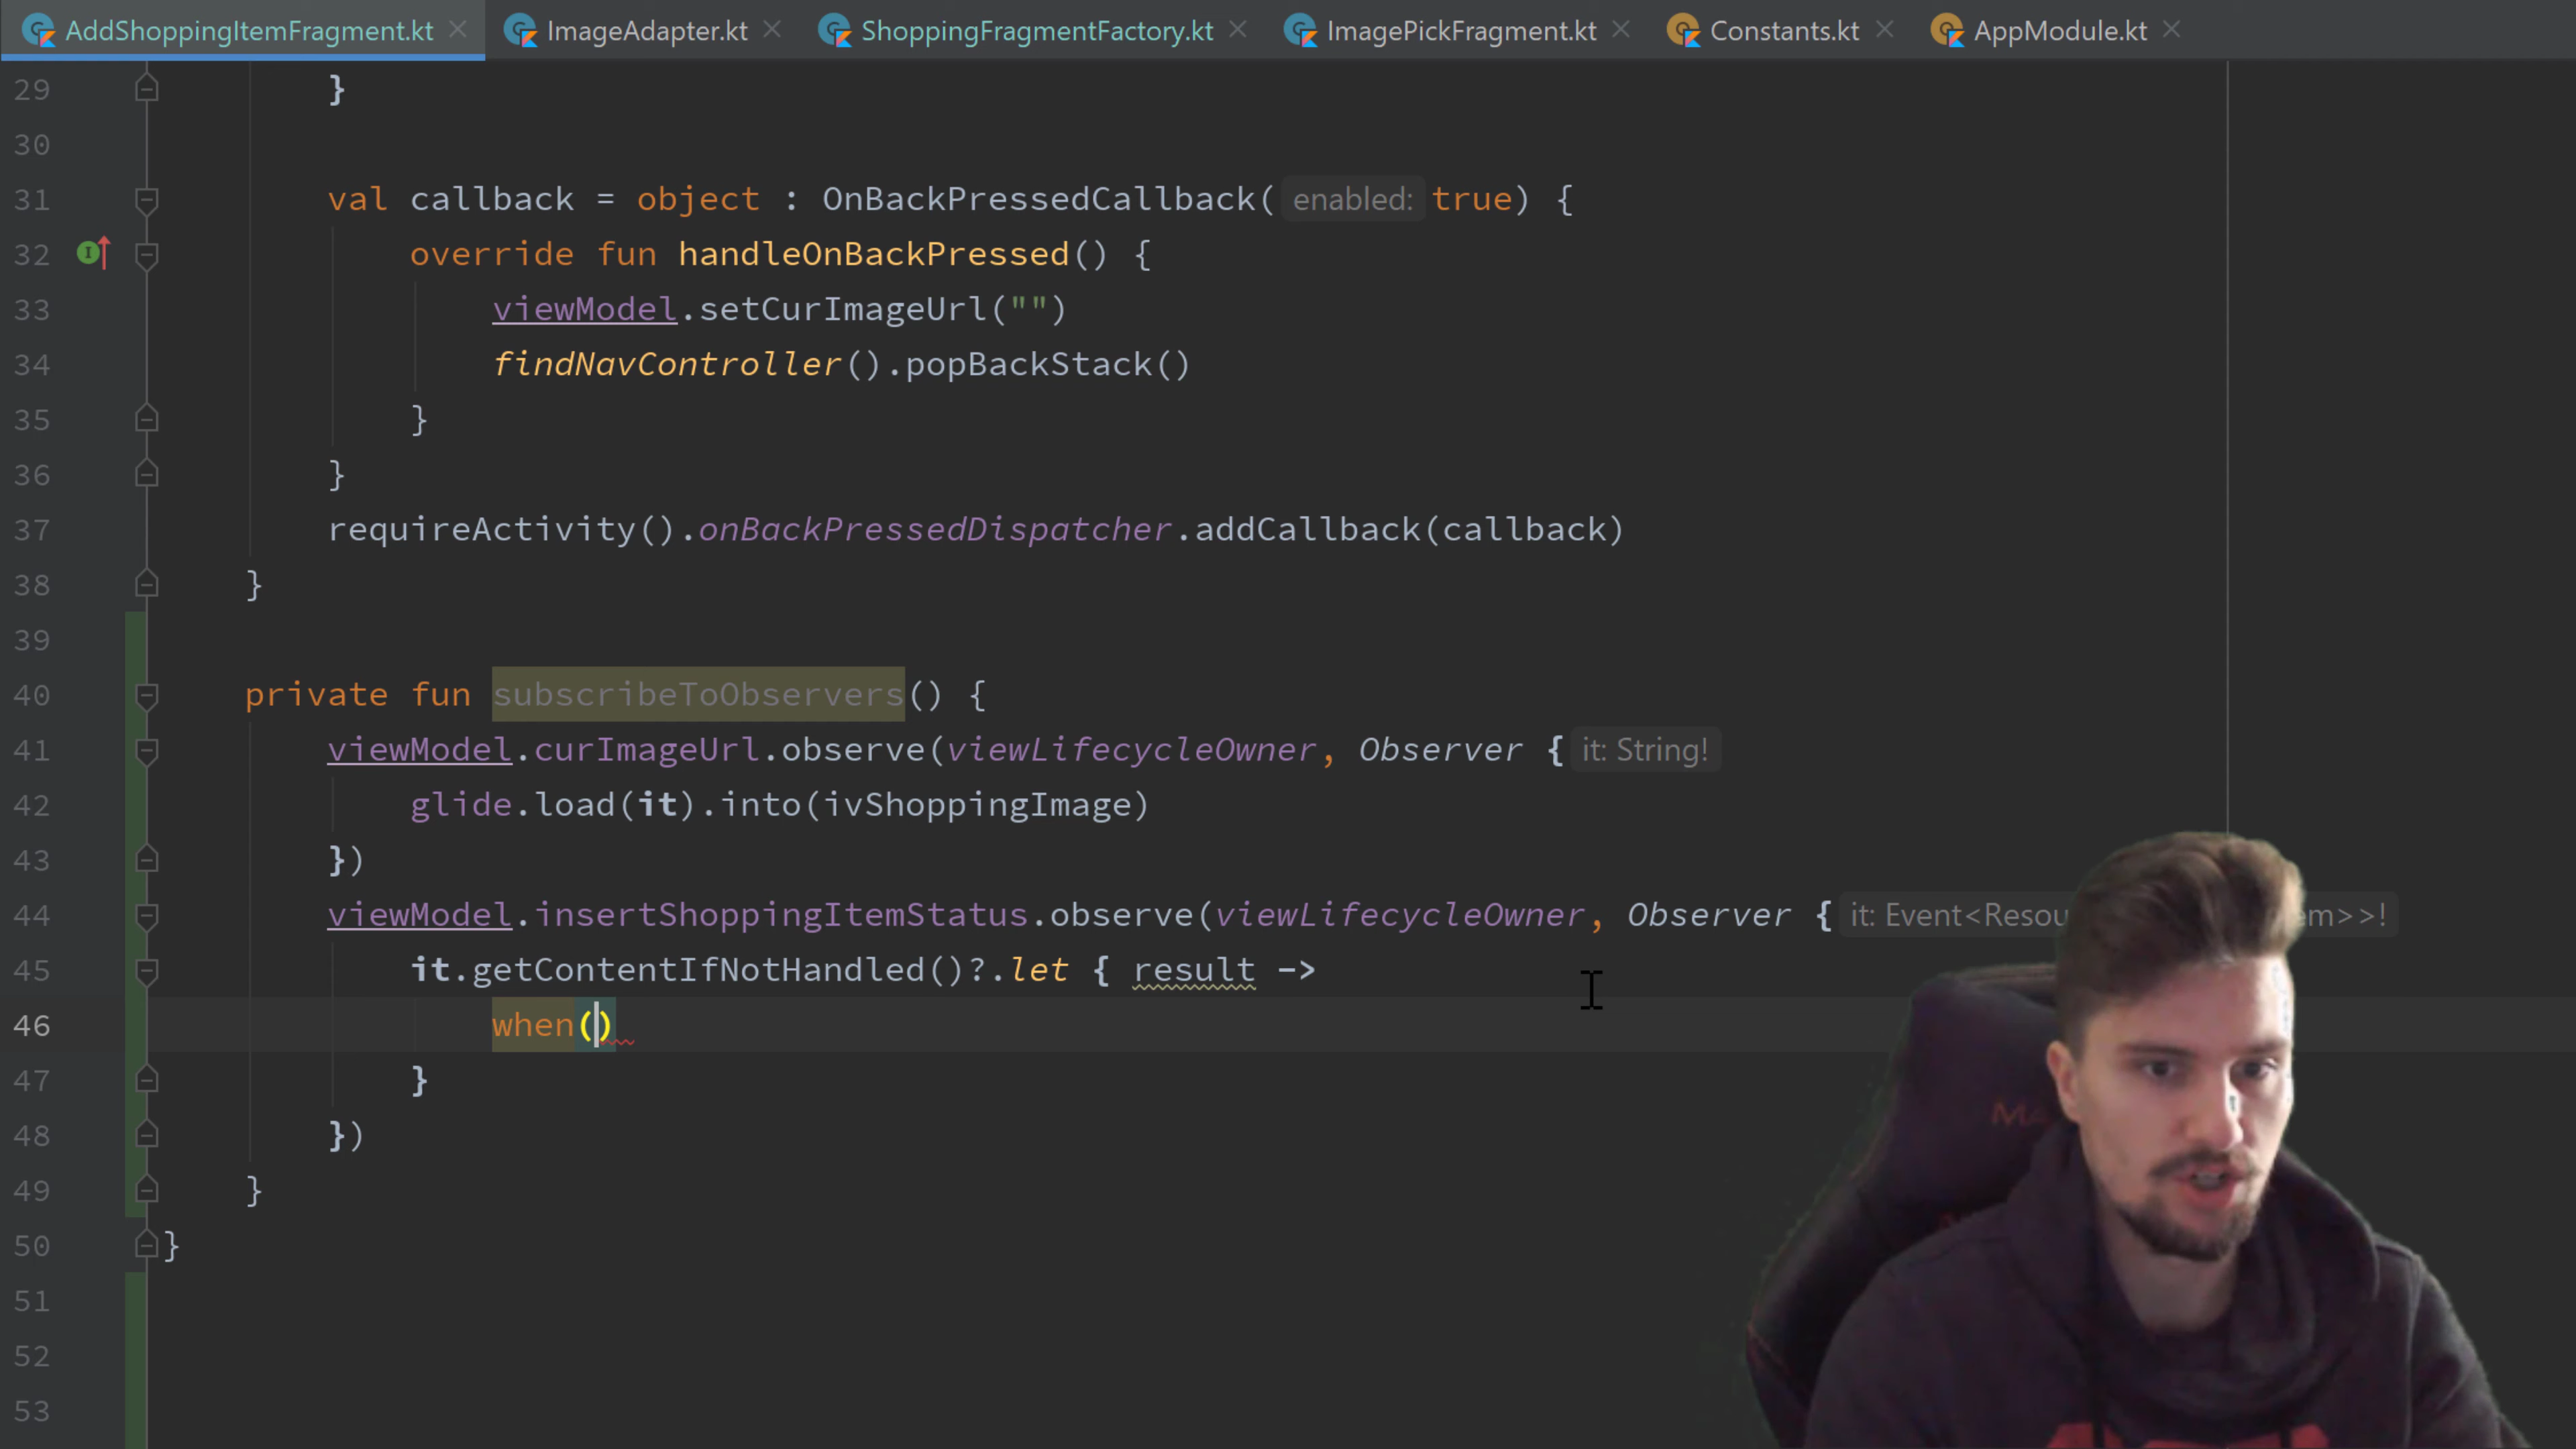 AddShoppingItemFragment.kt ImageAdapter.kt ShoppingFragmentFactory.kt ImagePickFragment.kt Constants.kt AppModule.kt
29 }
30
31 val callback = object : OnBackPressedCallback( enabled: true) {
32 override fun handleOnBackPressed() {
33 viewModel.setCurImageUrl("")
34 findNavController().popBackStack()
35 }
36 }
37 requireActivity().onBackPressedDispatcher.addCallback(callback)
38 }
39
40 private fun subscribeToObservers() {
41 viewModel.curImageUrl.observe(viewLifecycleOwner, Observer { it: String!
42 glide.load(it).into(ivShoppingImage)
43 })
44 viewModel.insertShoppingItemStatus.observe(viewLifecycleOwner, Observer { it:
45 it.getContentIfNotHandled()?.let { result ->
46 when()
47 }
48 })
49 }
50 }
51
52
53